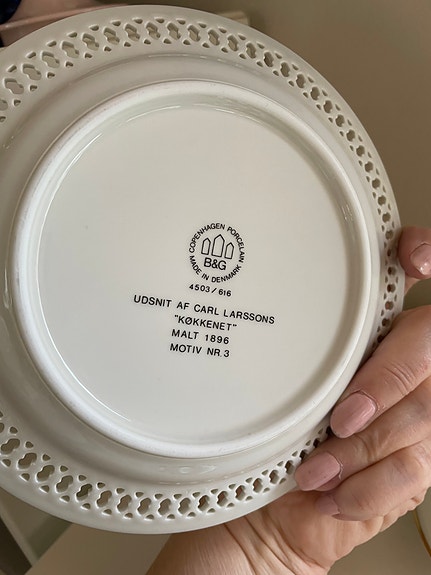 COPENHAGEN PORCELAIN
B&G
MADE IN DENMARK
4503/616
UDSNIT AF CARL LARSSONS
"KØKKENET"
MALT 1896
MOTIV NR. 3